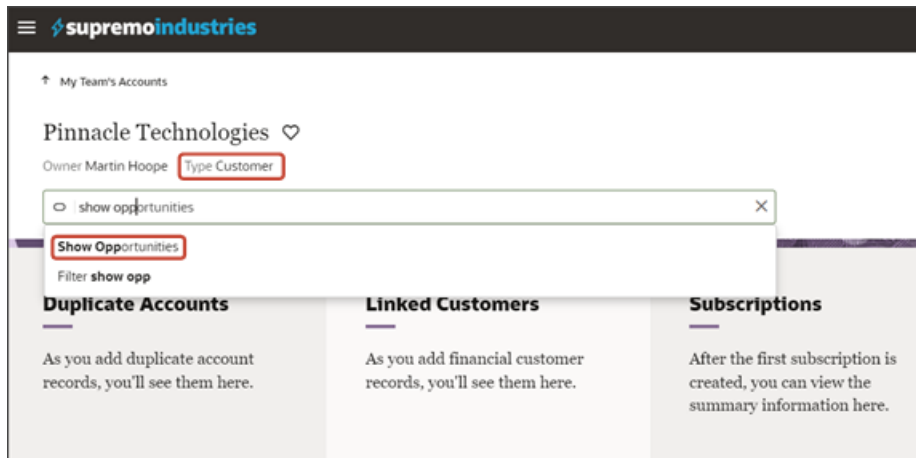 supremoindustries
My Team's Accounts
Pinnacle Technologies
Owner Martin Hoope Type Customer
show opportunities
Show Opportunities
Filter show opp
Duplicate Accounts
As you add duplicate account
records, you'll see them here.
Linked Customers
As you add financial customer
records, you'll see them here.
Subscriptions
After the first subscription is
created, you can view the
summary information here.